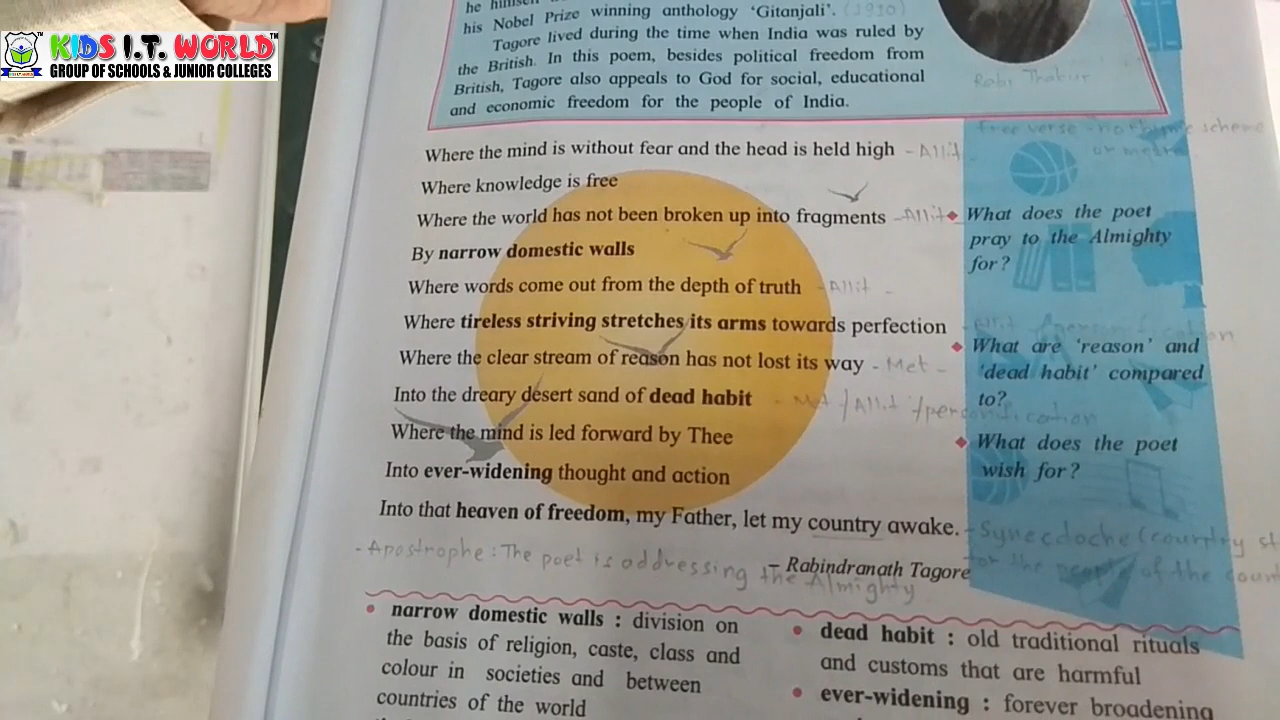 KIDS I.T. WORLD
GROUP OF SCHOOLS & JUNIOR COLLEGES
he himself
his Nobel Prize winning anthology ‘Gitanjali’. (1910)
Tagore lived during the time when India was ruled by
the British. In this poem, besides political freedom from
British, Tagore also appeals to God for social, educational
and economic freedom for the people of India.
Rabi Thakur
free verse - no rhyme scheme
or metre
Where the mind is without fear and the head is held high - Allit.
Where knowledge is free
Where the world has not been broken up into fragments - Allit -
By narrow domestic walls
Where words come out from the depth of truth - Allit -
Where tireless striving stretches its arms towards perfection - Allit /personification
Where the clear stream of reason has not lost its way - Met -
Into the dreary desert sand of dead habit - Met /Allit /personification
Where the mind is led forward by Thee
Into ever-widening thought and action
Into that heaven of freedom, my Father, let my country awake. - Synecdoche (country st
for the people of the coun
- Apostrophe : The poet is addressing the Almighty
– Rabindranath Tagore
◆ What does the poet
pray to the Almighty
for?
◆ What are ‘reason’ and
‘dead habit’ compared
to?
◆ What does the poet
wish for?
• narrow domestic walls : division on
the basis of religion, caste, class and
colour in societies and between
countries of the world
• dead habit : old traditional rituals
and customs that are harmful
• ever-widening : forever broadening